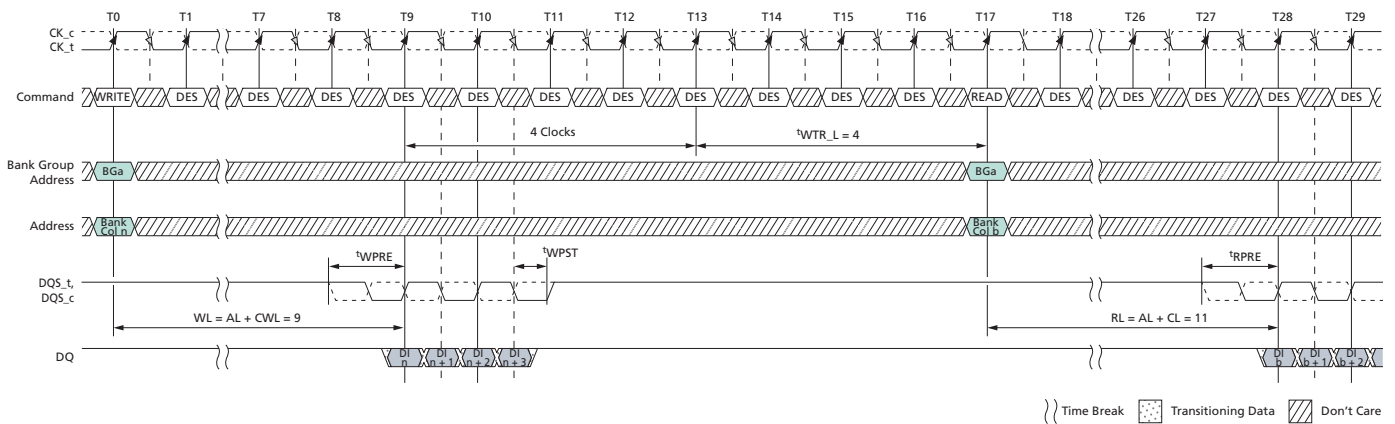 T0 T1 T7 T8 T9 T10 T11 T12 T13 T14 T15 T16 T17 T18 T26 T27 T28 T29
CK_c
CK_t
Command WRITE DES DES DES DES DES DES DES DES DES DES DES READ DES DES DES DES DES
4 Clocks tWTR_L = 4
Bank Group
Address BGa BGa
Address Bank Col n Bank Col b
tWPRE tWPST tRPRE
DQS_t,
DQS_c
WL = AL + CWL = 9 RL = AL + CL = 11
DQ DI n DI n + 1 DI n + 2 DI n + 3 DI b DI b + 1 DI b + 2
Time Break Transitioning Data Don't Care